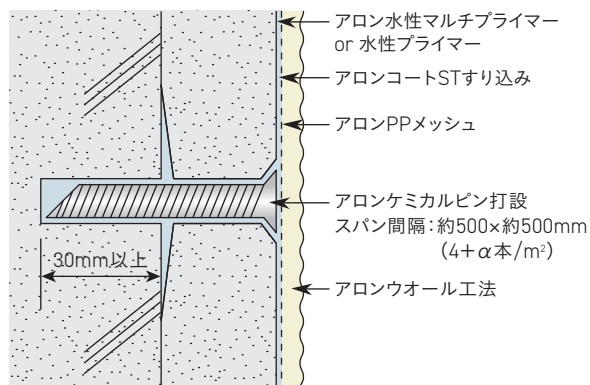 アロン水性マルチプライマー
or 水性プライマー
アロンコートSTすり込み
アロンPPメッシュ
アロンケミカルピン打設
スパン間隔：約500×約500mm
(4+α本/m²)
30mm以上
アロンウオール工法